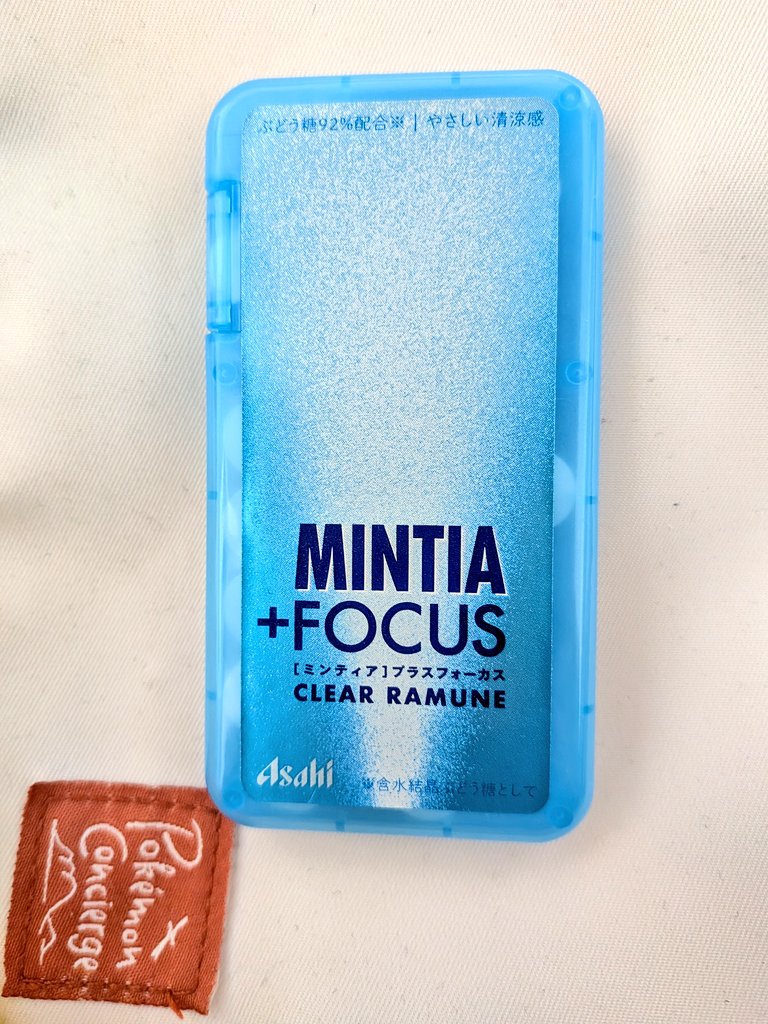 ぶどう糖92%配合※ | やさしい清涼感
MINTIA
+FOCUS
[ミンティア]プラスフォーカス
CLEAR RAMUNE
Asahi
※含水結晶ぶどう糖として
Pokémon
Concierge